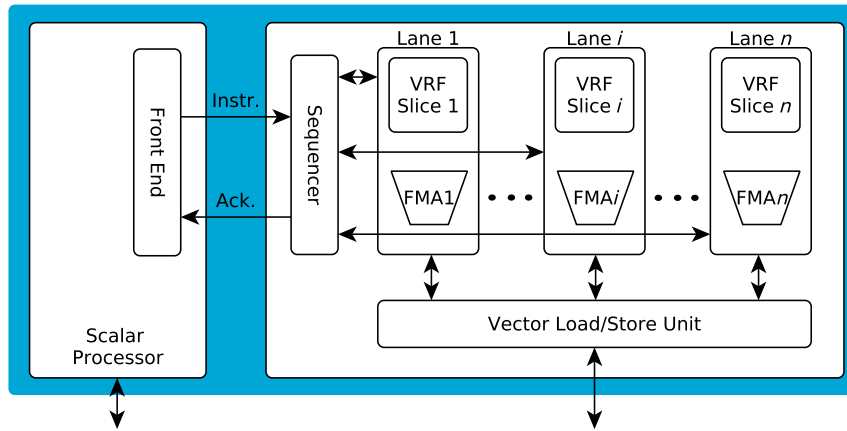 Lane 1
Lane i
Lane n
VRF
Slice 1
VRF
Slice i
VRF
Slice n
Front End
Instr.
Sequencer
Ack.
FMA1
FMAi
FMAn
Vector Load/Store Unit
Scalar
Processor